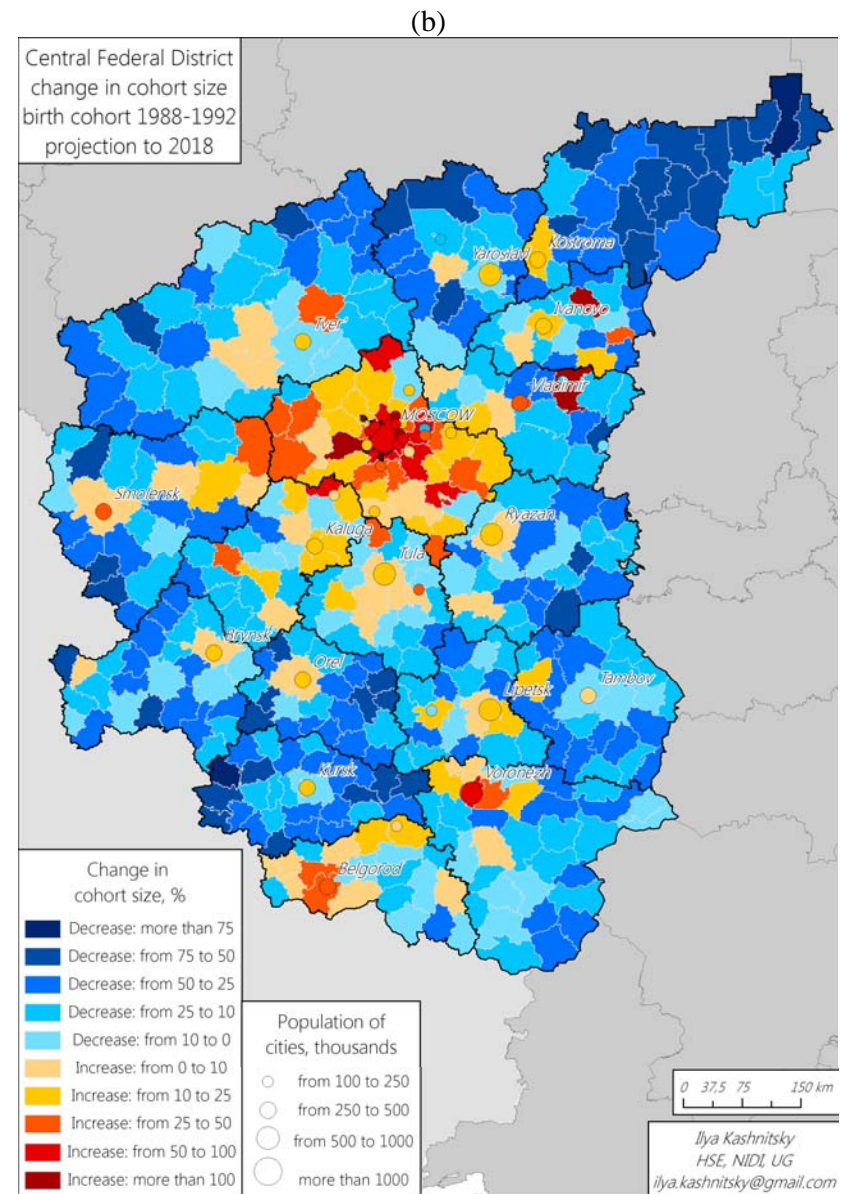 (b)
Central Federal District
change in cohort size
birth cohort 1988-1992
projection to 2018
Yaroslavl
Kostroma
Ivanovo
Tver'
Vladimir
MOSCOW
Smolensk
Ryazan
Kaluga
Tula
Brynsk
Orel
Lipetsk
Tambov
Kursk
Voronezh
Belgorod
Change in
cohort size, %
Decrease: more than 75
Decrease: from 75 to 50
Decrease: from 50 to 25
Decrease: from 25 to 10
Decrease: from 10 to 0
Increase: from 0 to 10
Increase: from 10 to 25
Increase: from 25 to 50
Increase: from 50 to 100
Increase: more than 100
Population of
cities, thousands
from 100 to 250
from 250 to 500
from 500 to 1000
more than 1000
0 37,5 75 150 km
Ilya Kashnitsky
HSE, NIDI, UG
ilya.kashnitsky@gmail.com